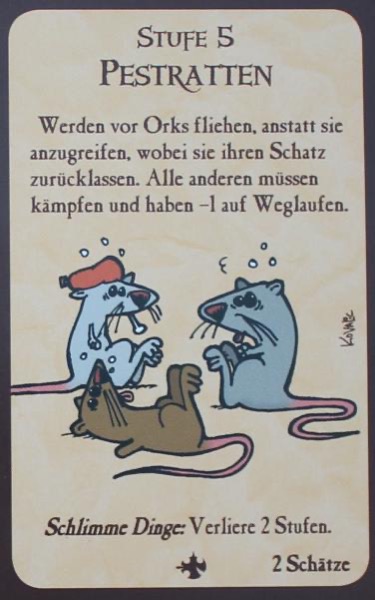 STUFE 5
PESTRATTEN
Werden vor Orks fliehen, anstatt sie
anzugreifen, wobei sie ihren Schatz
zurücklassen. Alle anderen müssen
kämpfen und haben –1 auf Weglaufen.
KOVALIC
Schlimme Dinge: Verliere 2 Stufen.
2 Schätze